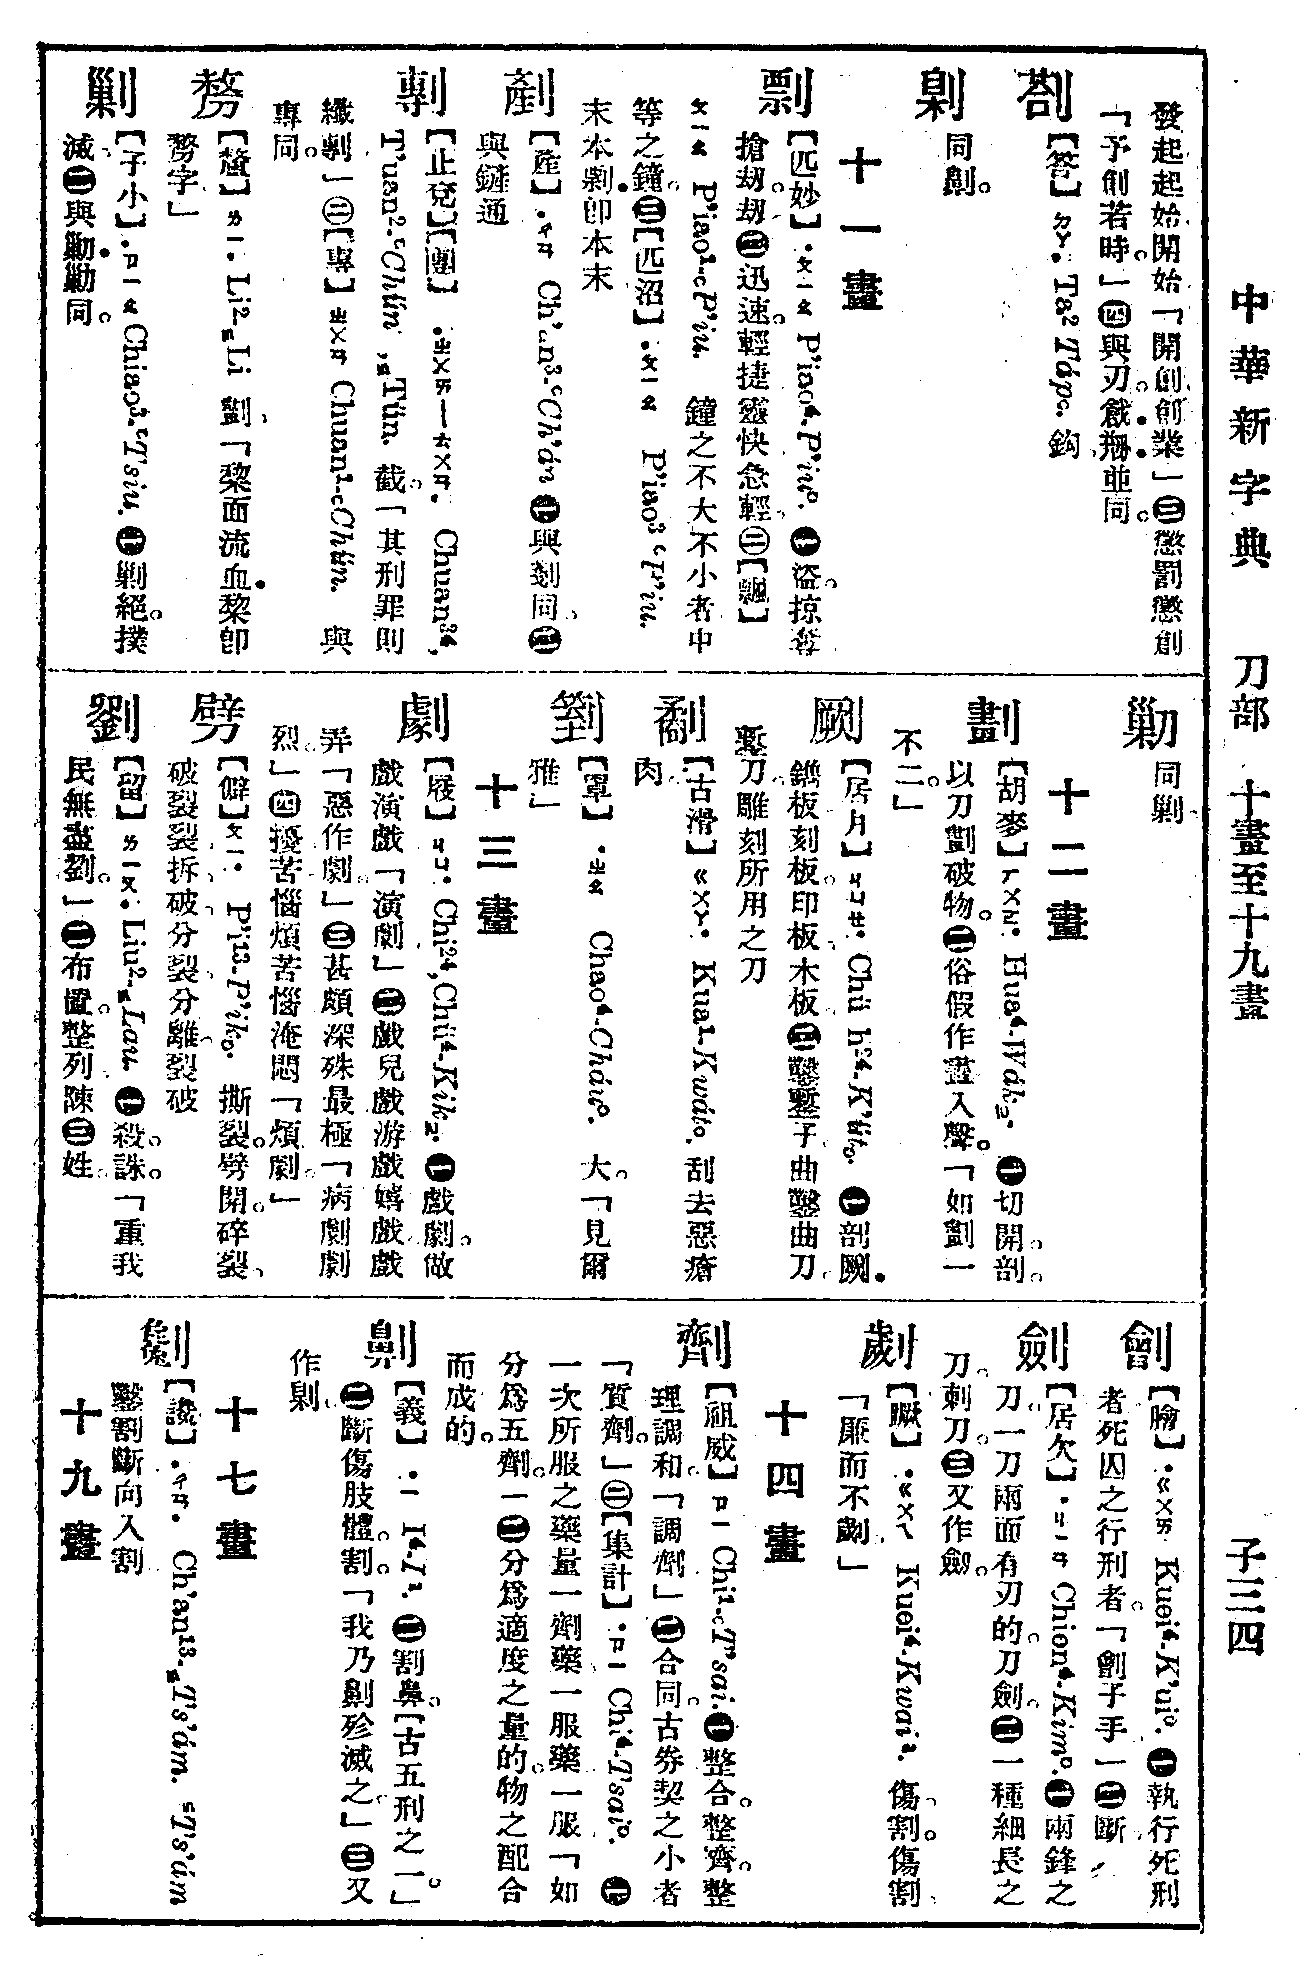 中華新字典　刀部　十畫至十九畫　子三四
發起起始開始「開創創業」㊂懲罰懲創
「予創若時」㊃與刅戧剏並同
剳
【答】ㄉㄚ. Ta² Táp。鈎
劓
同劓。
十一畫
剽
【匹妙】．ㄆㄧㄠ P'iao⁴. P'iu. ㊀盜掠奪
搶刧刧㊁迅速輕捷靈快急輕㊁【飄】
ㄆㄧㄠ P'iao¹- P'iu. 鐘之不大不小者中
等之鐘㊂【匹沼】．ㄆㄧㄠ P'iao³ P'iu.
末本剽卽本末
剷
【產】．ㄔㄢ Ch'an³- Ch'án ㊀與剗同㊁
與鏟通
剸
【止兗】【團】．ㄓㄨㄢ—ㄊㄨㄢ. Chuan³⁴,
T'uan²- Chün, Tün. 截「其刑罪則
纖剸」㊁【專】ㄓㄨㄢ Chuan¹- Chün. 與
專同
剺
【釐】ㄌㄧ. Li²- Li 劃「剺面流血剺卽
剺字」
剿
【子小】．ㄗㄧㄠ Chiao³- Tsiu. ㊀剿絕撲
滅㊁與勦勦同
勦
同剿
十二畫
劃
【胡麥】ㄏㄨㄚ. Hua⁴- Wák. ㊀切開剖
以刀劃破物㊁俗假作畫入聲「如劃一
不二」
劂
【居月】ㄐㄩㄝ. Chüeh²⁴- K'üt. ㊀剖劂
鐫板刻板印板木板㊁鑿鏨子曲鑿曲刀
鏨刀雕刻所用之刀
劀
【古滑】ㄍㄨㄚ. Kua¹- Kwát. 刮去惡瘡
肉
箌
【罩】．ㄓㄠ Chao⁴- Cháu. 大「見爾
雅」
十三畫
劇
【屐】ㄐㄩ. Chi²⁴, Chü⁴- Kik. ㊀戲劇做
戲演戲「演劇」㊁戲兒戲游戲嬉戲戲
弄「惡作劇」㊂甚頗深殊最極「病劇劇
烈」㊃擾苦惱煩苦惱淹悶「煩劇」
劈
【僻】ㄆㄧ. P'i¹³- P'ik. 撕裂劈開碎裂
破裂裂拆破分裂分離裂破
劉
【留】ㄌㄧㄡ. Liu²- Lau. ㊀殺誅「重我
民無盡劉」㊁布置整列陳㊂姓
劊
【膾】．ㄍㄨㄞ Kuei⁴- K'ui. ㊀執行死刑
者死囚之行刑者「劊子手」㊁斷
劍
【居欠】．ㄐㄧㄢ Chien⁴- Kim. ㊀兩鋒之
刀一刀兩面有刃的刀劍㊁一種細長之
刀刺刀㊂又作劒
劌
【鱖】．ㄍㄨㄟ Kuei⁴- Kwai. 傷割傷割
「廉而不劌」
十四畫
劑
【祖威】ㄗㄧ Chi¹- Tsai. ㊀整合整齊整
理調和「調劑」㊁合同古券契之小者
「質劑」㊁【集計】．ㄗㄧ Chi⁴- Tsai. ㊀
一次所服之藥量一劑藥一服藥一服「如
分爲五劑」㊁分爲適度之量的物之配合
而成的
劓
【義】．ㄧ I⁴- I. ㊀割鼻【古五刑之一】
㊁斷傷肢體割「我乃劓殄滅之」㊂又
作劓
十七畫
劖
【讒】．ㄔㄢ. Ch'an¹³- Ts'ám. Ts'ám
鑿割斷向入割
十九畫